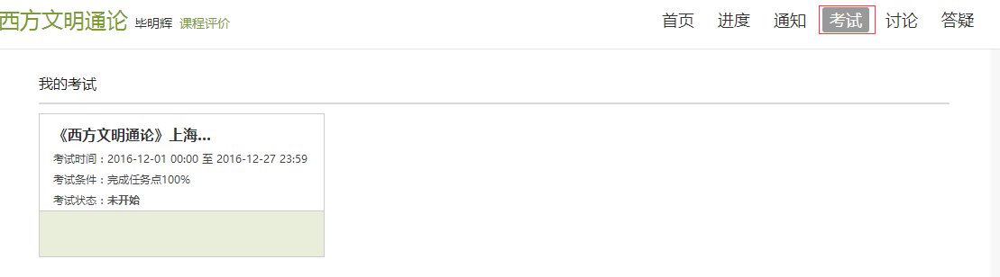 西方文明通论 毕明辉 课程评价 首页 进度 通知 考试 讨论 答疑
我的考试
《西方文明通论》上海...
考试时间：2016-12-01 00:00 至 2016-12-27 23:59
考试条件：完成任务点100%
考试状态：未开始